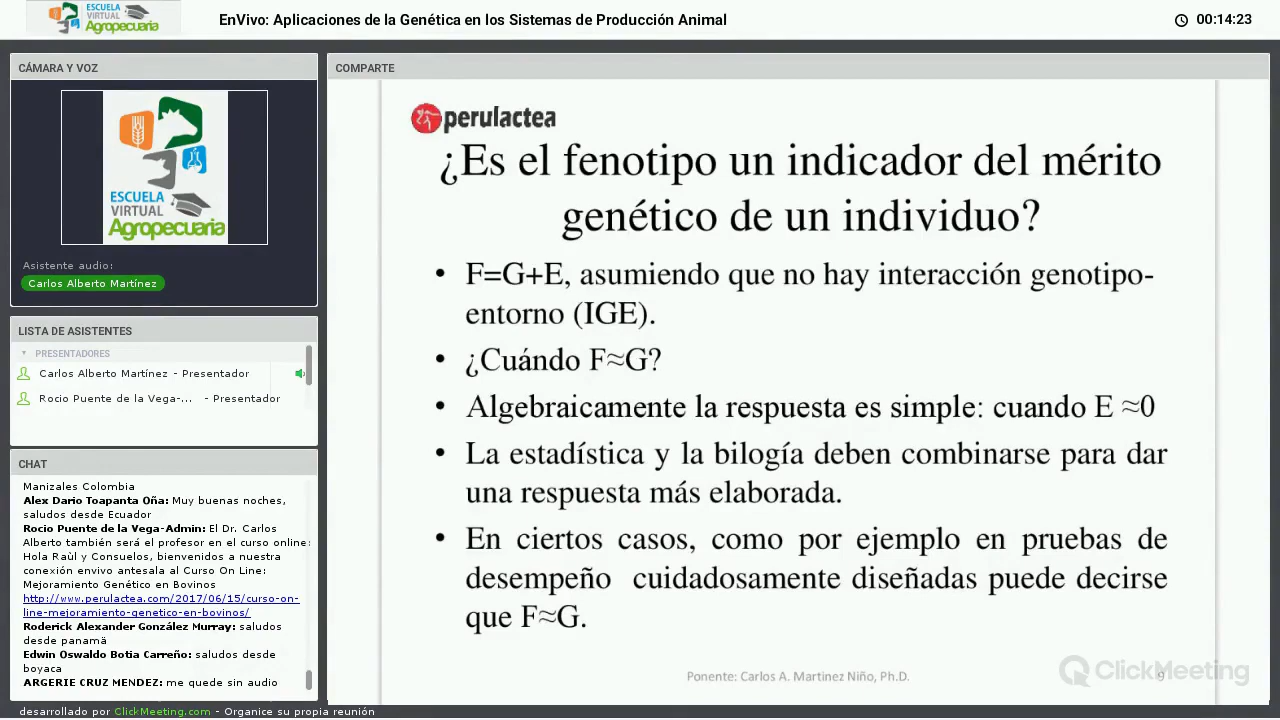 ESCUELA
VIRTUAL
Agropecuaria
EnVivo: Aplicaciones de la Genética en los Sistemas de Producción Animal
00:14:23
CÁMARA Y VOZ
ESCUELA
VIRTUAL
Agropecuaria
Asistente audio:
Carlos Alberto Martínez
LISTA DE ASISTENTES
PRESENTADORES
Carlos Alberto Martínez - Presentador
Rocio Puente de la Vega-... - Presentador
CHAT
Manizales Colombia
Alex Dario Toapanta Oña: Muy buenas noches,
saludos desde Ecuador
Rocio Puente de la Vega-Admin: El Dr. Carlos
Alberto también será el profesor en el curso online:
Hola Raùl y Consuelos, bienvenidos a nuestra
conexión envivo antesala al Curso On Line:
Mejoramiento Genético en Bovinos
http://www.perulactea.com/2017/06/15/curso-on-
line-mejoramiento-genetico-en-bovinos/
Roderick Alexander González Murray: saludos
desde panamä
Edwin Oswaldo Botia Carreño: saludos desde
boyaca
ARGERIE CRUZ MENDEZ: me quede sin audio
desarrollado por ClickMeeting.com - Organice su propia reunión
COMPARTE
perulactea
¿Es el fenotipo un indicador del mérito
genético de un individuo?
• F=G+E, asumiendo que no hay interacción genotipo-
entorno (IGE).
• ¿Cuándo F≈G?
• Algebraicamente la respuesta es simple: cuando E ≈0
• La estadística y la bilogía deben combinarse para dar
una respuesta más elaborada.
• En ciertos casos, como por ejemplo en pruebas de
desempeño cuidadosamente diseñadas puede decirse
que F≈G.
Ponente: Carlos A. Martinez Niño, Ph.D.
9
ClickMeeting